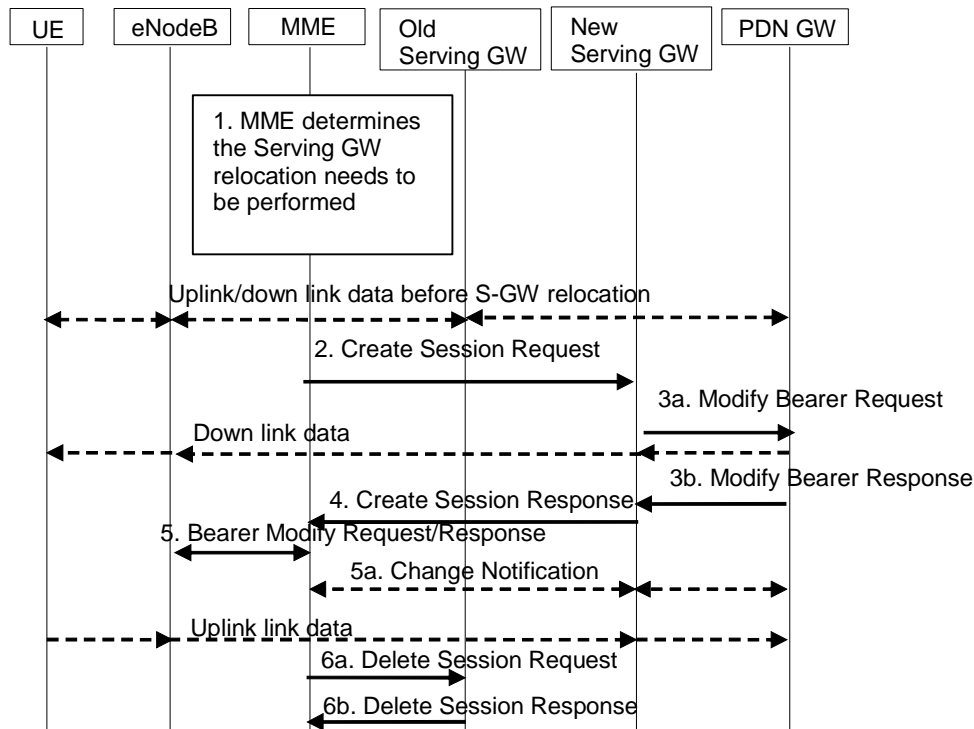 UE
eNodeB
MME
Old
Serving GW
New
Serving GW
PDN GW
1. MME determines
the Serving GW
relocation needs to
be performed
Uplink/down link data before S-GW relocation
2. Create Session Request
3a. Modify Bearer Request
Down link data
3b. Modify Bearer Response
4. Create Session Response
5. Bearer Modify Request/Response
5a. Change Notification
Uplink link data
6a. Delete Session Request
6b. Delete Session Response